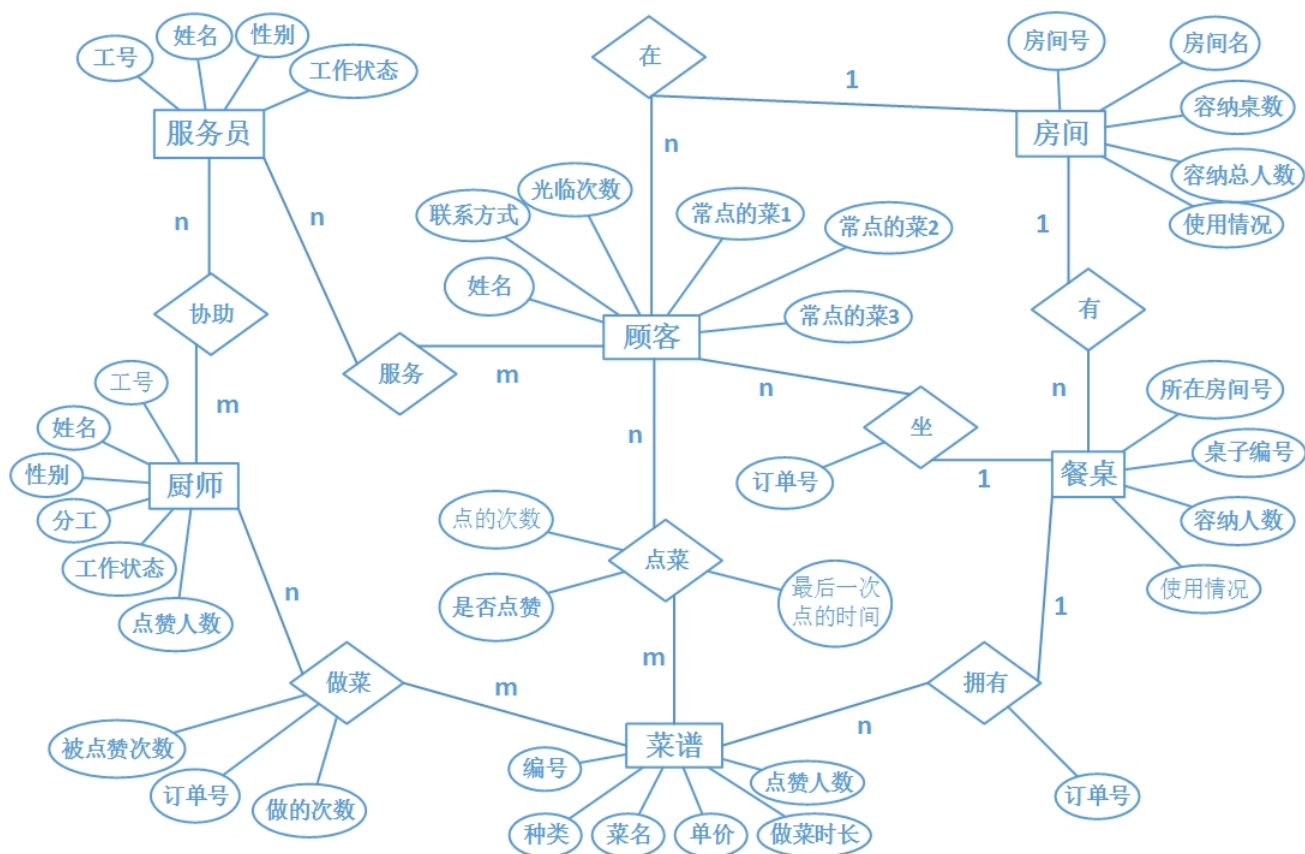 工号
姓名
性别
工作状态
服务员
在
1
房间号
房间名
容纳桌数
房间
容纳总人数
使用情况
n
n
n
光临次数
联系方式
常点的菜1
常点的菜2
姓名
常点的菜3
顾客
1
协助
有
服务
m
n
n
工号
m
姓名
性别
厨师
分工
工作状态
点赞人数
n
坐
订单号
1
所在房间号
桌子编号
餐桌
容纳人数
使用情况
点的次数
点菜
是否点赞
最后一次
点的时间
n
m
1
做菜
m
拥有
n
被点赞次数
订单号
做的次数
菜谱
编号
种类
菜名
单价
做菜时长
点赞人数
订单号